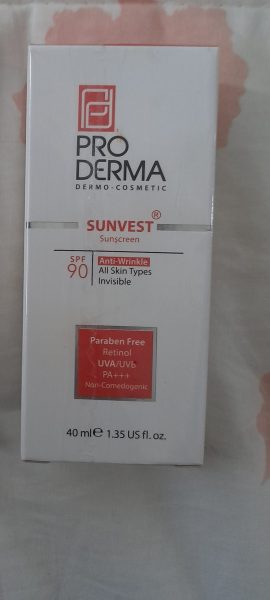 PRO
DERMA
DERMO-COSMETIC
SUNVEST®
Sunscreen
SPF
90
Anti-Wrinkle
All Skin Types
Invisible
Paraben Free
Retinol
UVA/UVB
PA+++
Non-Comedogenic
40 ml ℮ 1.35 US fl. oz.